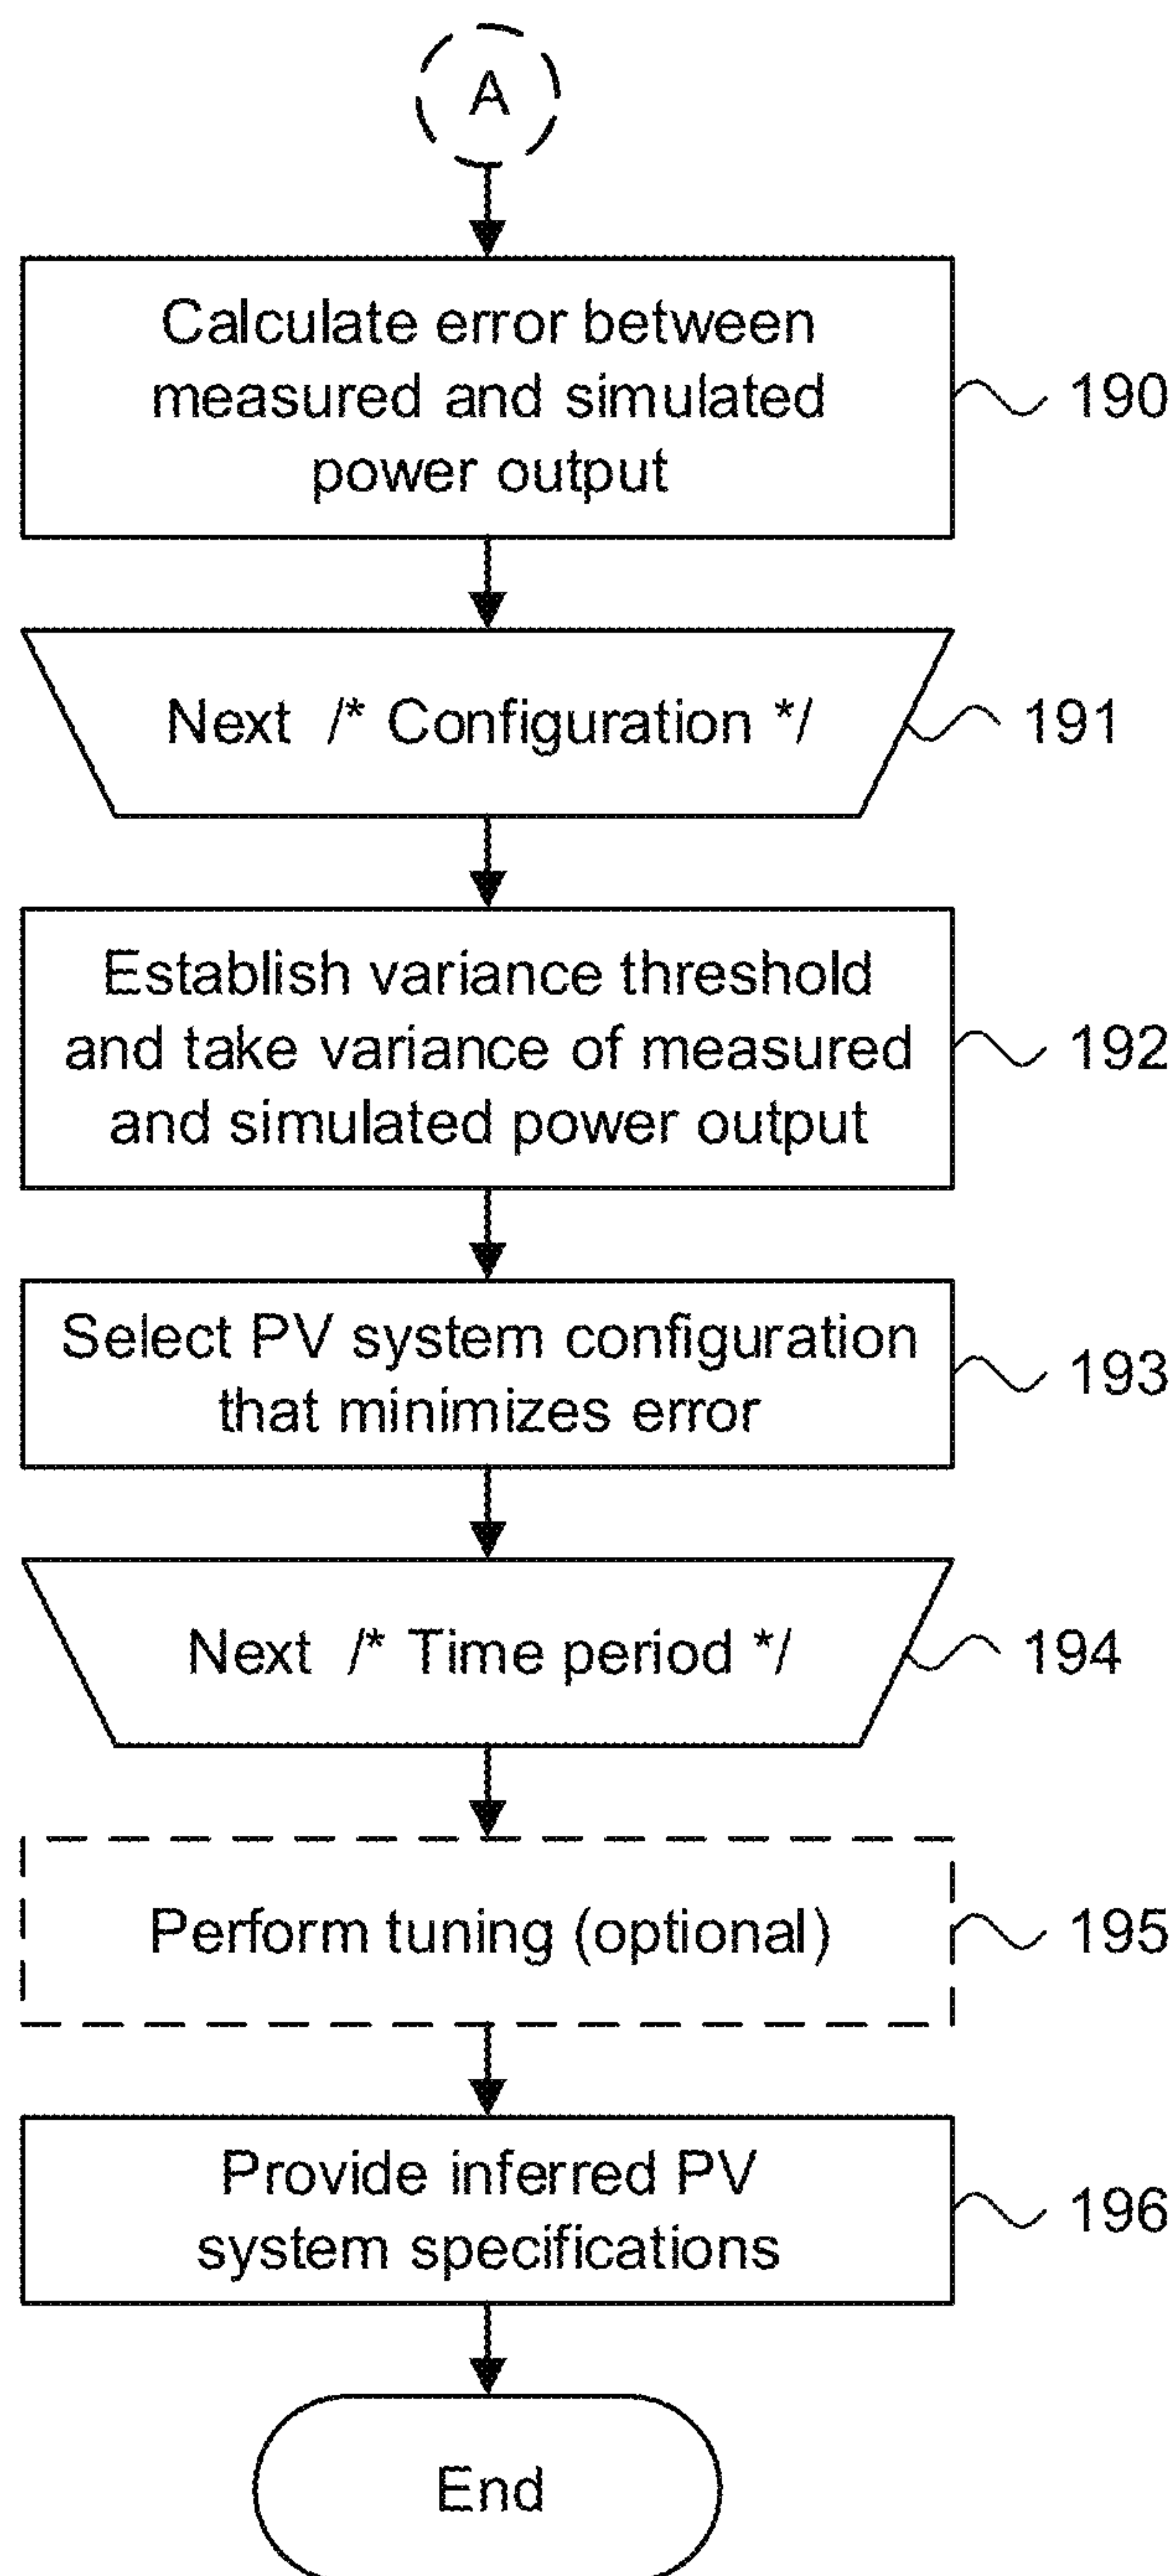 A
Calculate error between
measured and simulated
power output
190
Next /* Configuration */
191
Establish variance threshold
and take variance of measured
and simulated power output
192
Select PV system configuration
that minimizes error
193
Next /* Time period */
194
Perform tuning (optional)
195
Provide inferred PV
system specifications
196
End